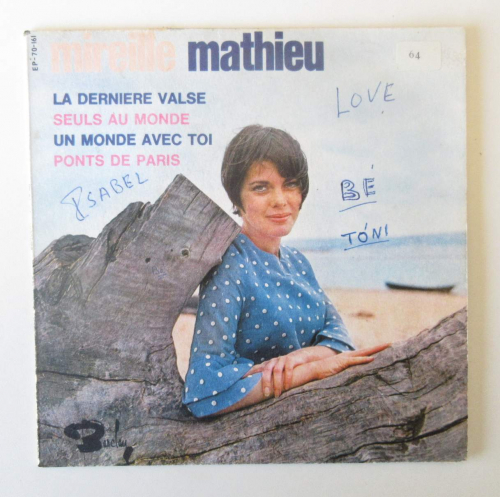 EP-70-161
mireille mathieu
64
LA DERNIERE VALSE
SEULS AU MONDE
UN MONDE AVEC TOI
PONTS DE PARIS
LOVE
ISABEL
BÉ
TÓNI
Barclay